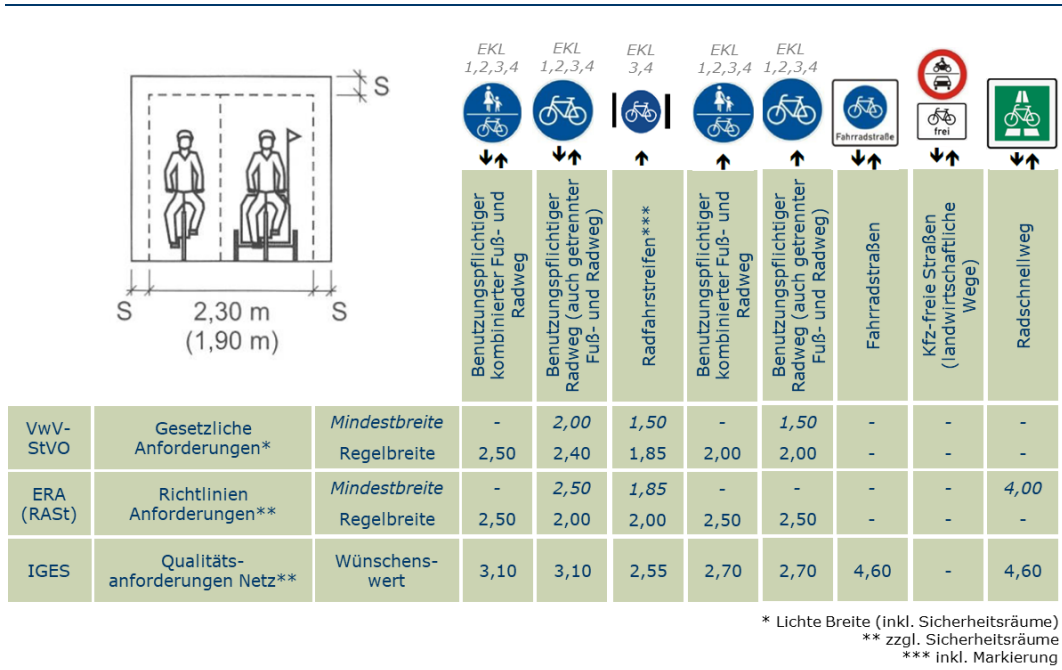 EKL
1,2,3,4
EKL
1,2,3,4
EKL
3,4
EKL
1,2,3,4
EKL
1,2,3,4
Fahrradstraße
frei
S
S
2,30 m
(1,90 m)
S
Benutzungspflichtiger
kombinierter Fuß- und
Radweg
Benutzungspflichtiger
Radweg (auch getrennter
Fuß- und Radweg)
Radfahrstreifen***
Benutzungspflichtiger
kombinierter Fuß- und
Radweg
Benutzungspflichtiger
Radweg (auch getrennter
Fuß- und Radweg)
Fahrradstraßen
Kfz-freie Straßen
(landwirtschaftliche
Wege)
Radschnellweg
VwV-
StVO
Gesetzliche
Anforderungen*
Mindestbreite - 2,00 1,50 - 1,50 - - -
Regelbreite 2,50 2,40 1,85 2,00 2,00 - - -
ERA
(RASt)
Richtlinien
Anforderungen**
Mindestbreite - 2,50 1,85 - - - - 4,00
Regelbreite 2,50 2,00 2,00 2,50 2,50 - - -
IGES
Qualitäts-
anforderungen Netz**
Wünschens-
wert
3,10 3,10 2,55 2,70 2,70 4,60 - 4,60
* Lichte Breite (inkl. Sicherheitsräume)
** zzgl. Sicherheitsräume
*** inkl. Markierung